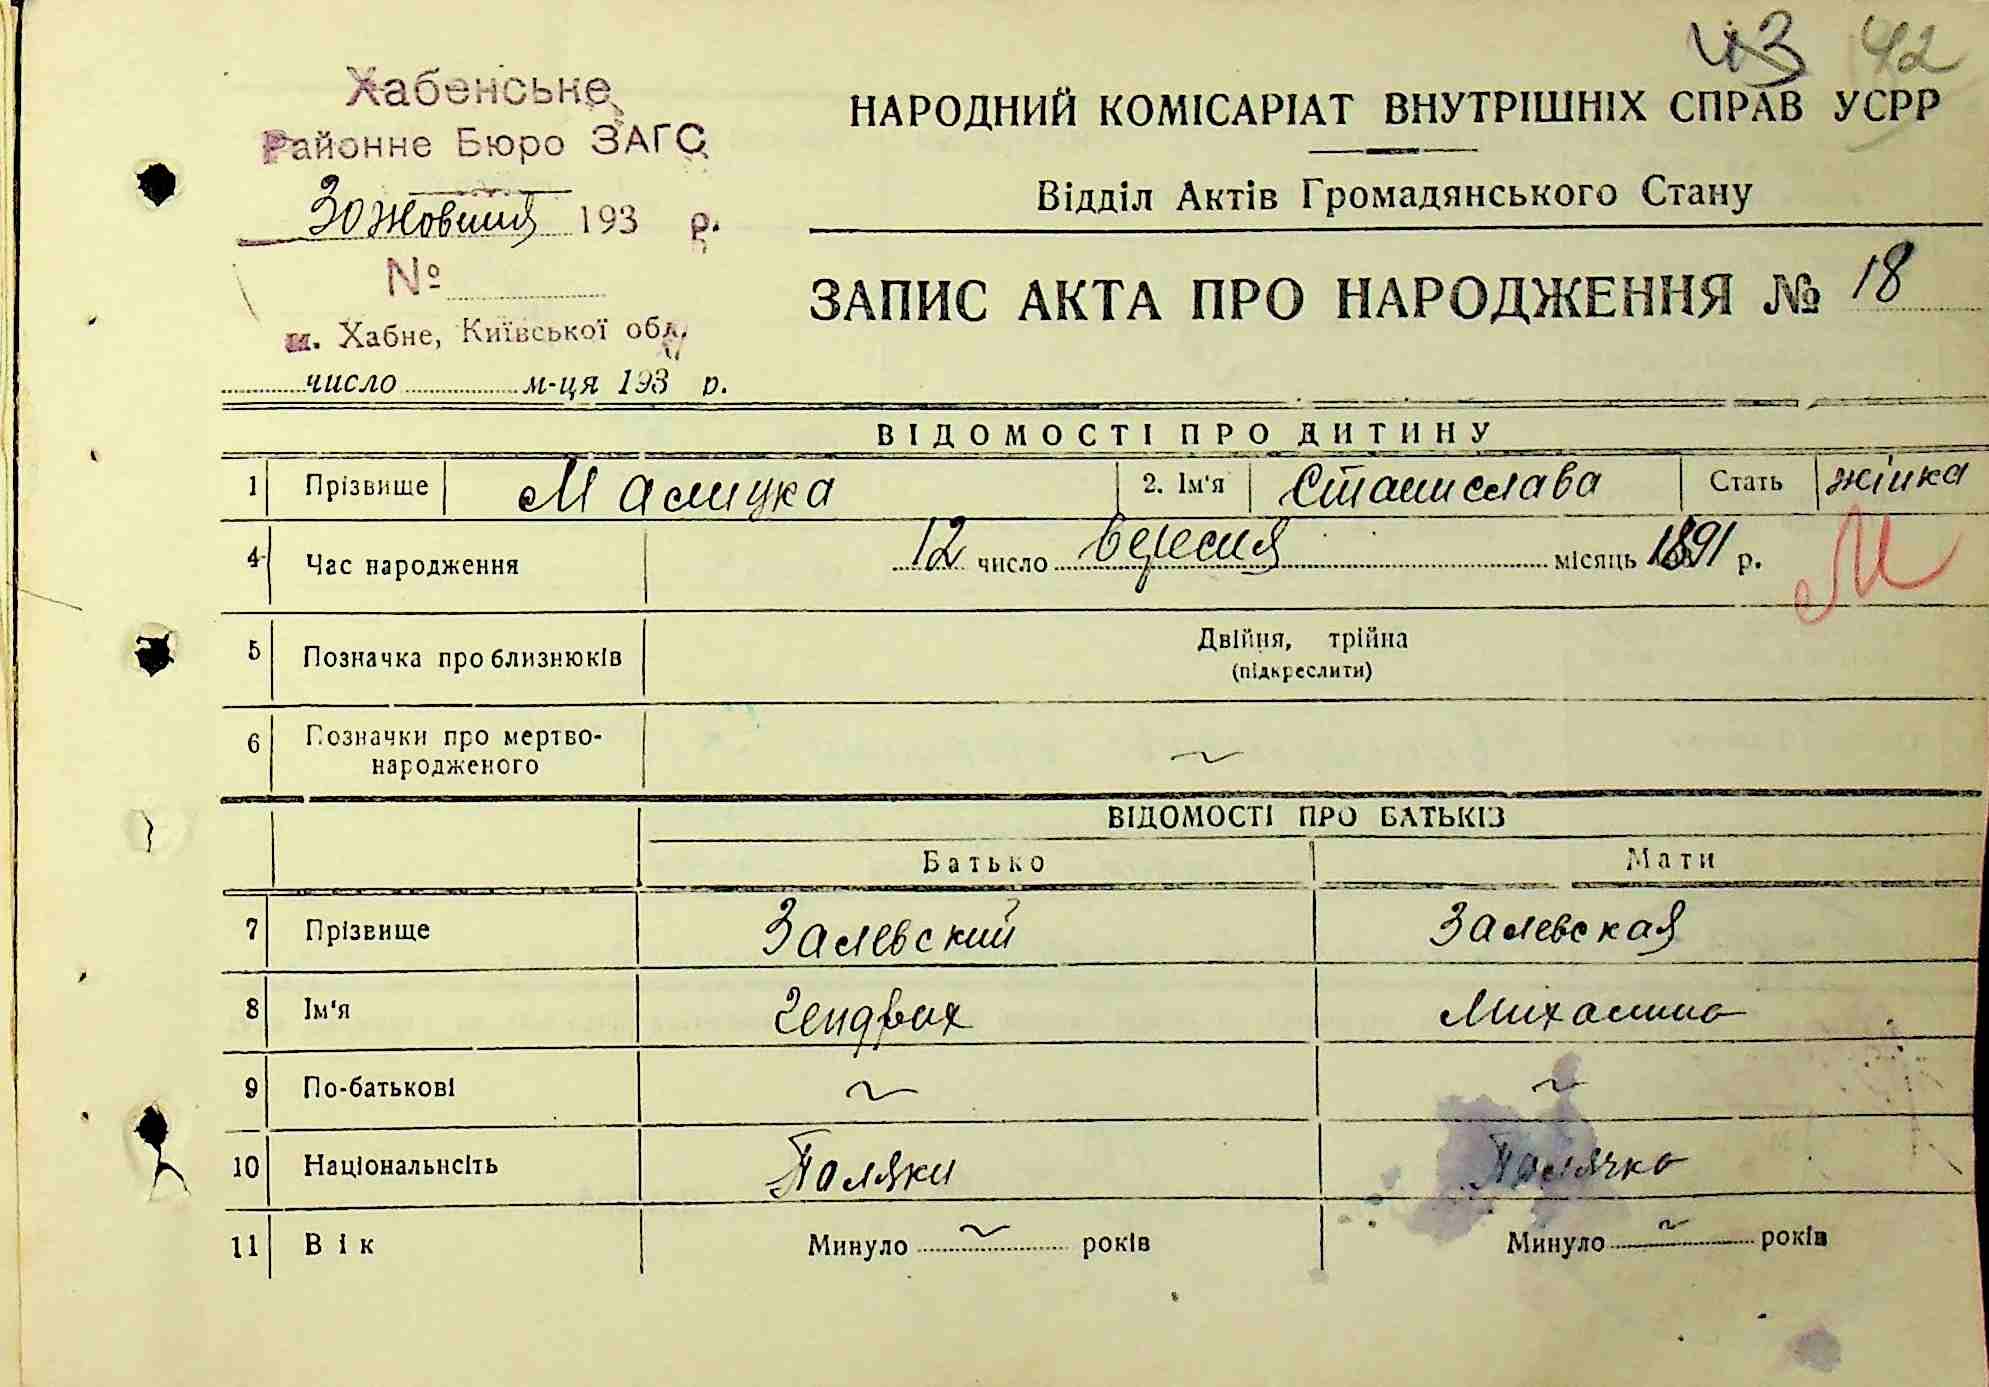 43 42
Хабенське
Районне Бюро ЗАГС
30 жовтня 193 р.
№
м. Хабне, Київської обл.
число м-ця 193 р.
НАРОДНИЙ КОМІСАРІАТ ВНУТРІШНІХ СПРАВ УСРР
Відділ Актів Громадянського Стану
ЗАПИС АКТА ПРО НАРОДЖЕННЯ № 18
ВІДОМОСТІ ПРО ДИТИНУ
1 Прізвище Малицка 2. Ім'я Станислава Стать жінка
4 Час народження 12 число вересня місяць 1891 р.
М
5 Позначка про близнюків Двійня, трійна
(підкреслити)
6 Позначки про мертво-
народженого ~
ВІДОМОСТІ ПРО БАТЬКІВ
Батько Мати
7 Прізвище Залевский Залевская
8 Ім'я Гендрих Михалина
9 По-батькові ~ ~
10 Національнсіть Поляки Полячка
11 Вік Минуло ~ років Минуло ~ років